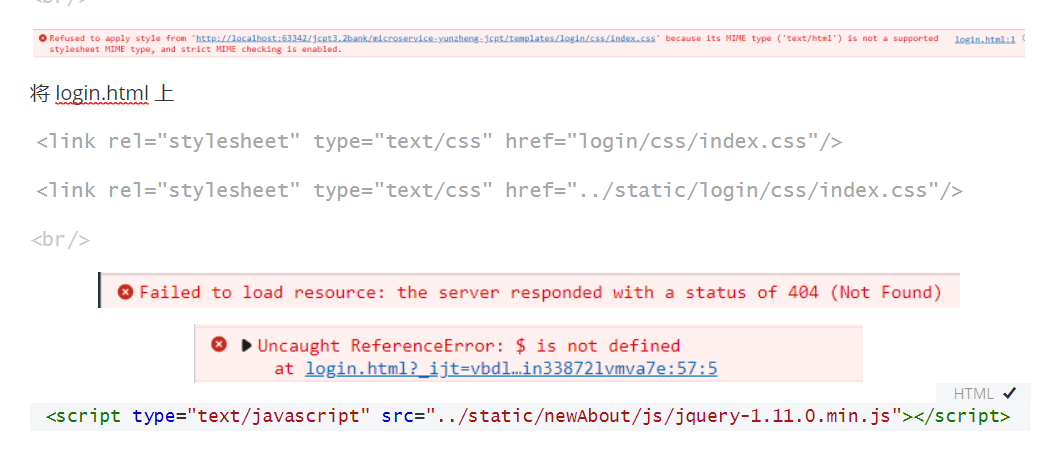 <br/>
Refused to apply style from 'http://localhost:63342/jcpt3.2bank/microservice-yunzheng-jcpt/templates/login/css/index.css' because its MIME type ('text/html') is not a supported login.html:1
stylesheet MIME type, and strict MIME checking is enabled.
将 login.html 上
<link rel="stylesheet" type="text/css" href="login/css/index.css"/>
<link rel="stylesheet" type="text/css" href="../static/login/css/index.css"/>
<br/>
Failed to load resource: the server responded with a status of 404 (Not Found)
Uncaught ReferenceError: $ is not defined
at login.html?_ijt=vbdl…in33872lvmva7e:57:5
HTML
<script type="text/javascript" src="../static/newAbout/js/jquery-1.11.0.min.js"></script>